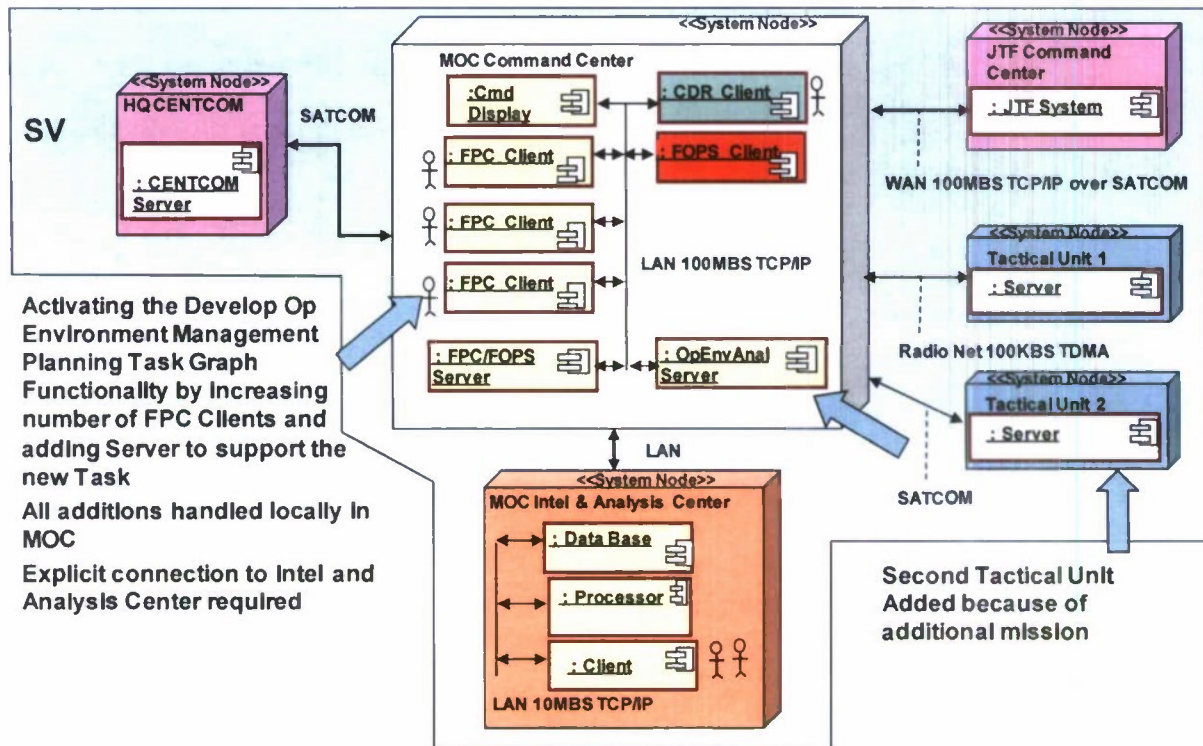 SV
<<System Node>>
HQ CENTCOM
: CENTCOM
Server
SATCOM
<<System Node>>
MOC Command Center
:Cmd
Display
: CDR Client
: FPC Client
: FOPS Client
: FPC Client
: FPC Client
LAN 100MBS TCP/IP
: FPC/FOPS
Server
: OpEnvAnal
Server
<<System Node>>
JTF Command
Center
: JTF System
WAN 100MBS TCP/IP over SATCOM
<<System Node>>
Tactical Unit 1
: Server
Radio Net 100KBS TDMA
<<System Node>>
Tactical Unit 2
: Server
SATCOM
LAN
<<System Node>>
MOC Intel & Analysis Center
: Data Base
: Processor
: Client
LAN 10MBS TCP/IP
Activating the Develop Op
Environment Management
Planning Task Graph
Functionality by Increasing
number of FPC Clients and
adding Server to support the
new Task
All additions handled locally in
MOC
Explicit connection to Intel and
Analysis Center required
Second Tactical Unit
Added because of
additional mission